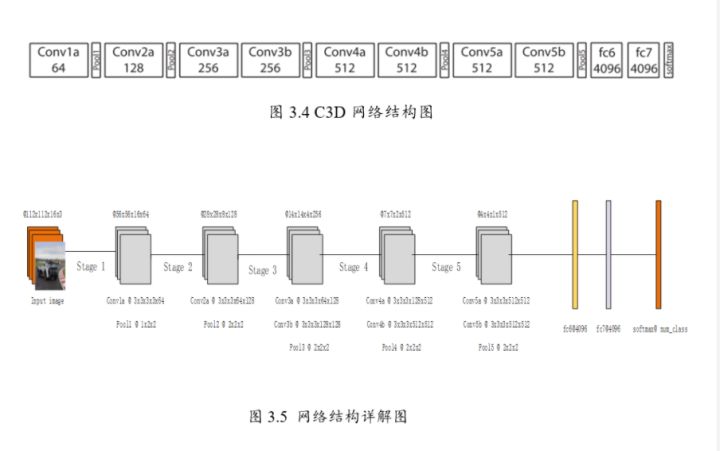 Conv1a 64 Pool1 Conv2a 128 Pool2 Conv3a 256 Conv3b 256 Pool3 Conv4a 512 Conv4b 512 Pool4 Conv5a 512 Conv5b 512 Pool5 fc6 4096 fc7 4096 softmax
图 3.4 C3D 网络结构图
@112x112x16x3 @56x56x16x64 @28x28x8x128 @14x14x4x256 @7x7x2x512 @4x4x1x512
Stage 1 Stage 2 Stage 3 Stage 4 Stage 5
Input image Conv1a @ 3x3x3x3x64 Conv2a @ 3x3x3x64x128 Conv3a @ 3x3x3x64x128 Conv4a @ 3x3x3x128x512 Conv5a @ 3x3x3x512x512
Pool1 @ 1x2x2 Pool2 @ 2x2x2 Conv3b @ 3x3x3x128x128 Conv4b @ 3x3x3x512x512 Conv5b @ 3x3x3x512x512
fc6@4096 fc7@4096 softmax@ num_class
Pool3 @ 2x2x2 Pool4 @ 2x2x2 Pool5 @ 2x2x2
图 3.5 网络结构详解图